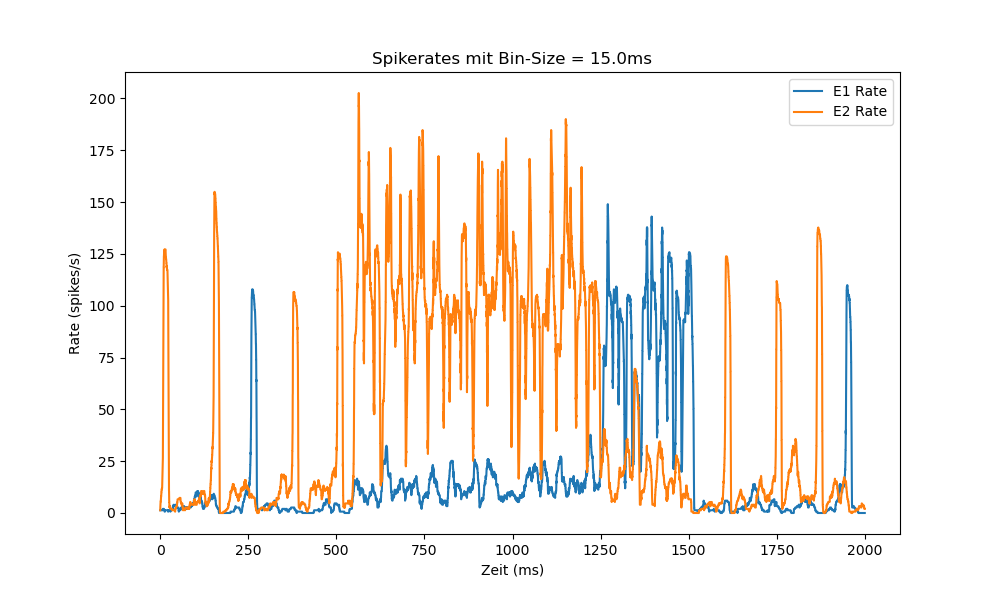 Spikerates mit Bin-Size = 15.0ms
E1 Rate
E2 Rate
200
175
150
125
100
75
50
25
0
Rate (spikes/s)
0 250 500 750 1000 1250 1500 1750 2000
Zeit (ms)